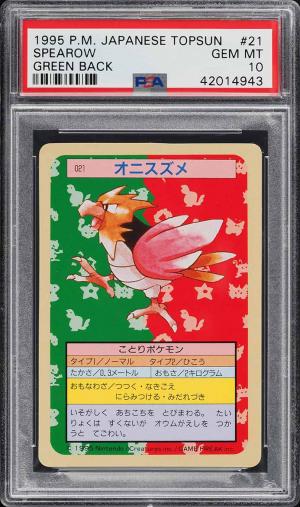 1995 P.M. JAPANESE TOPSUN #21
SPEAROW GEM MT
GREEN BACK 10
PSA 42014943
021 オニスズメ
ことりポケモン
タイプ1/ノーマル タイプ2/ひこう
たかさ/0.3メートル おもさ/2キログラム
おもなわざ/つつく・なきごえ
にらみつける・みだれづき
いそがしく あちこちを とびまわる。 たい
りょくは すくないが オウムがえしを つか
うと てごわい。
© 1995 Nintendo/Creatures inc./GAME FREAK inc.